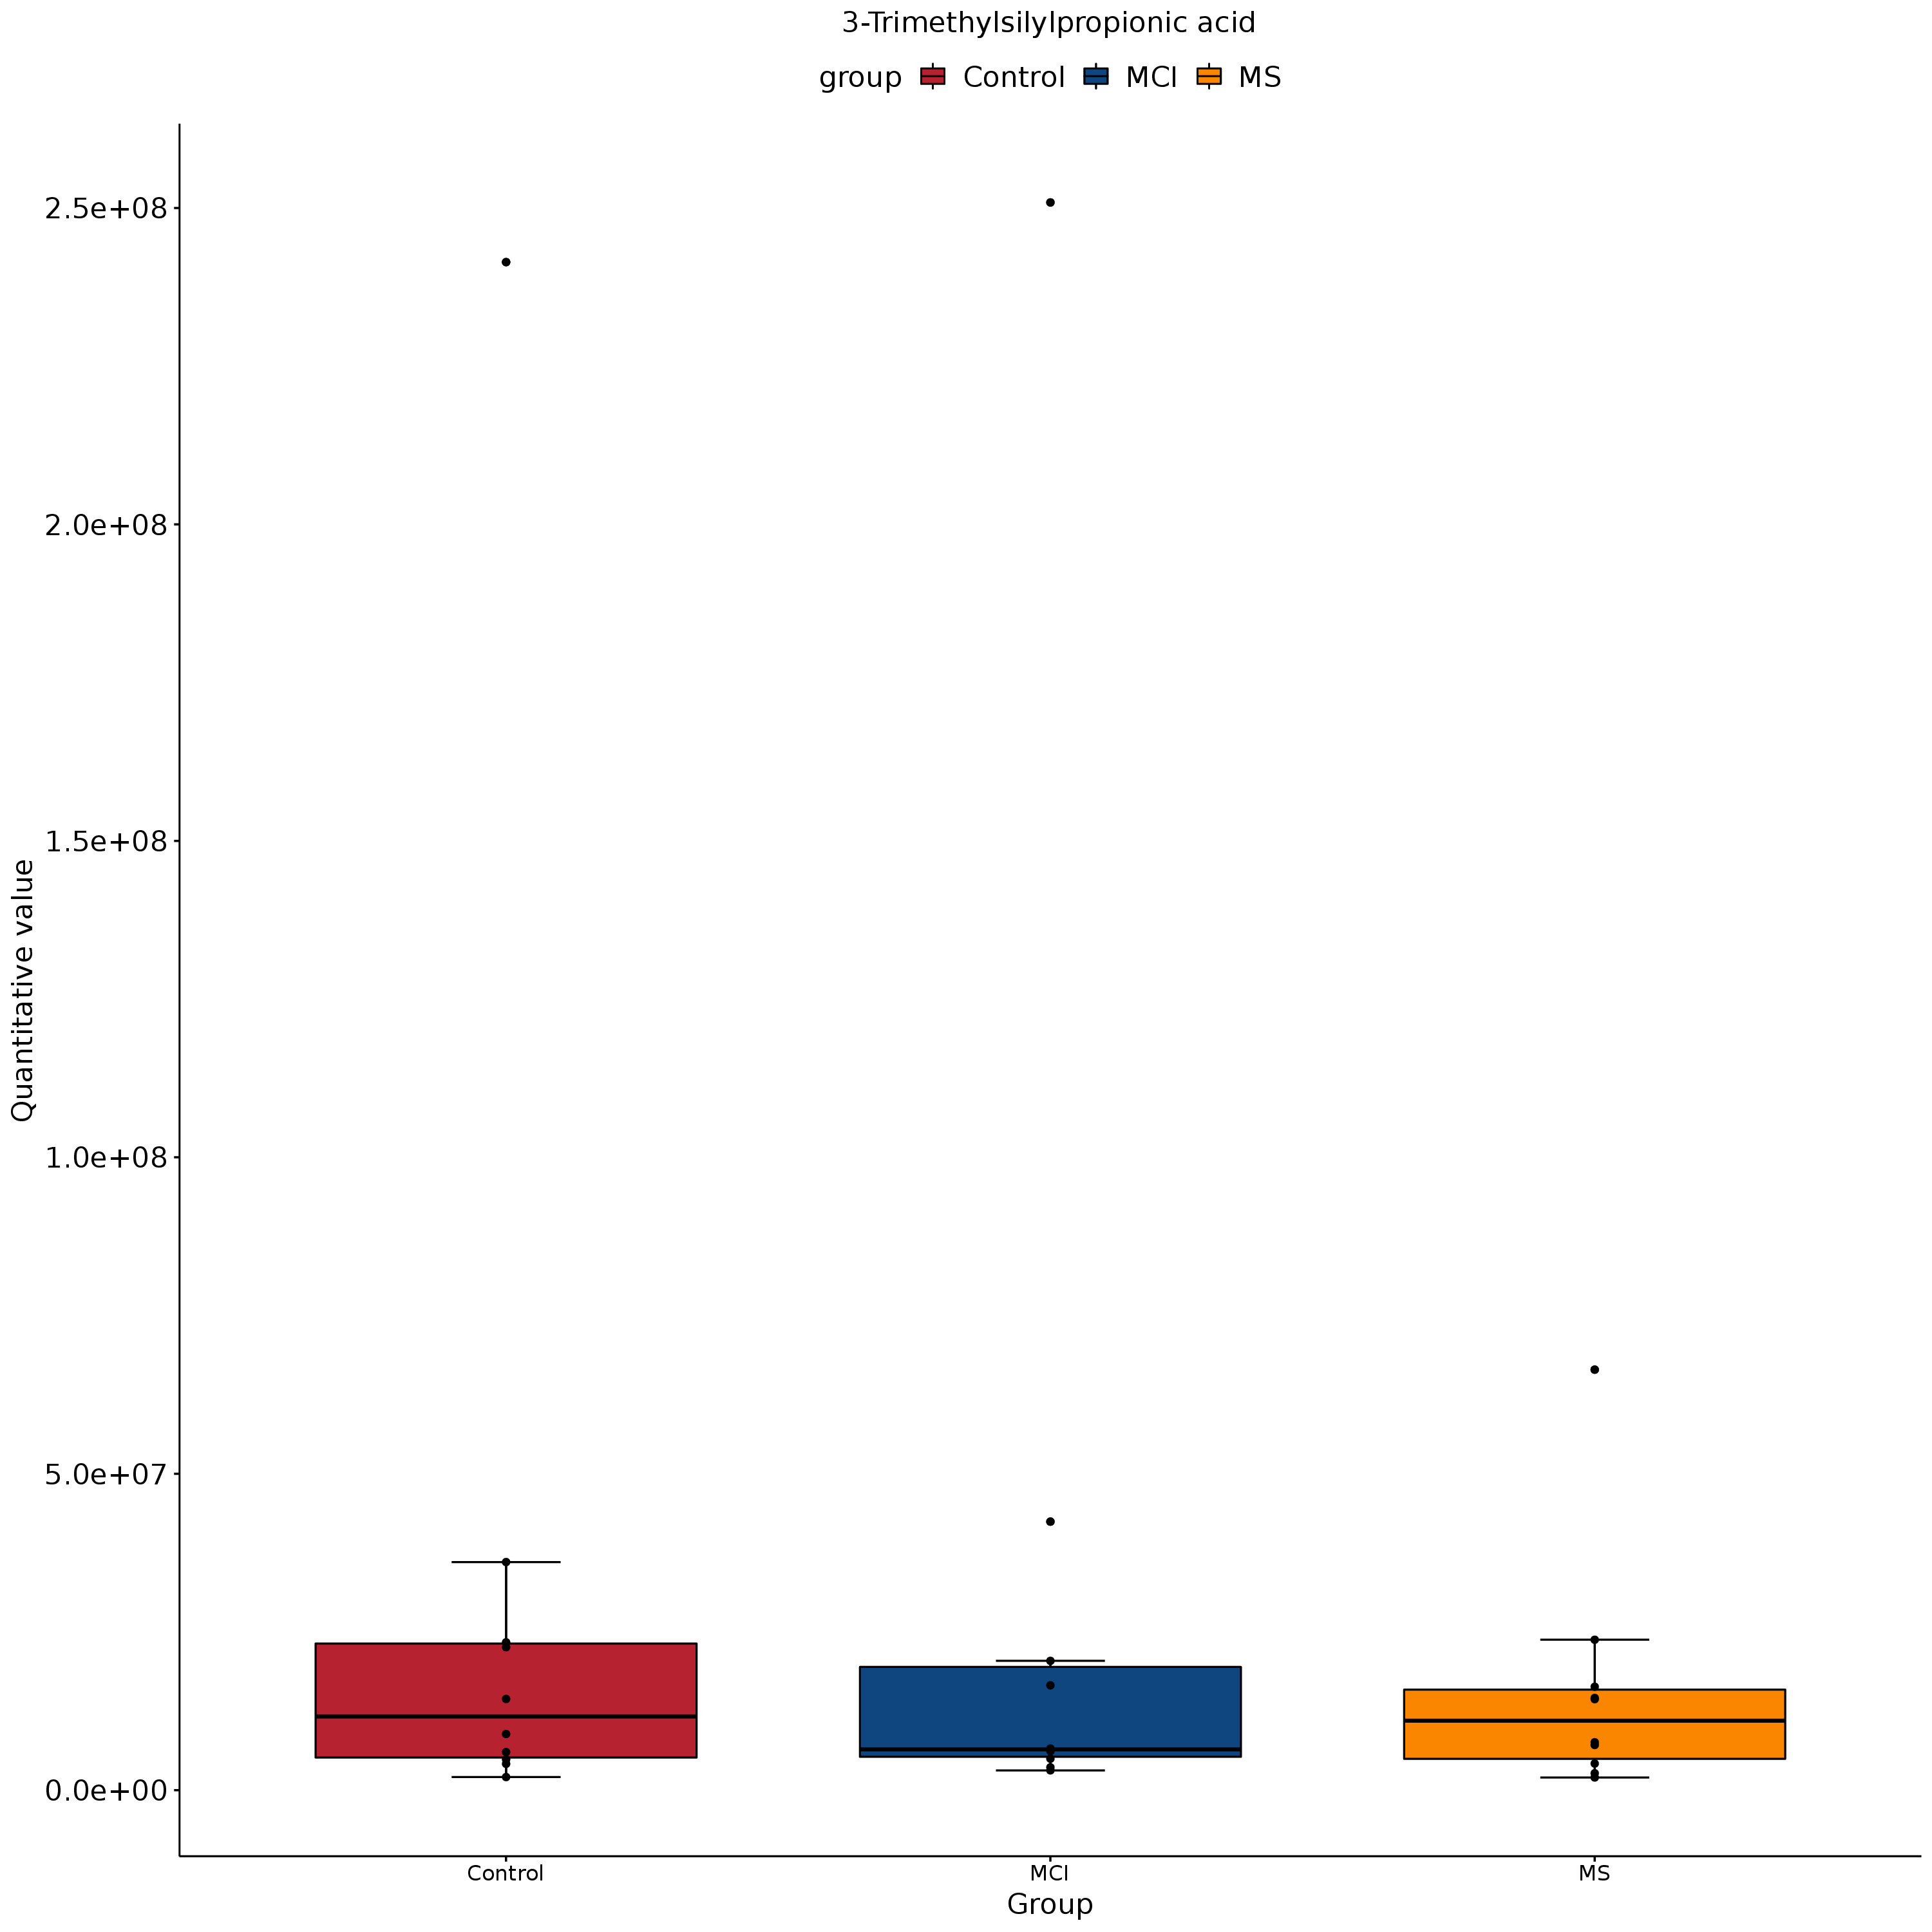 3-Trimethylsilylpropionic acid
group Control MCI MS
2.5e+08
2.0e+08
1.5e+08
1.0e+08
5.0e+07
0.0e+00
Quantitative value
Control MCI MS
Group